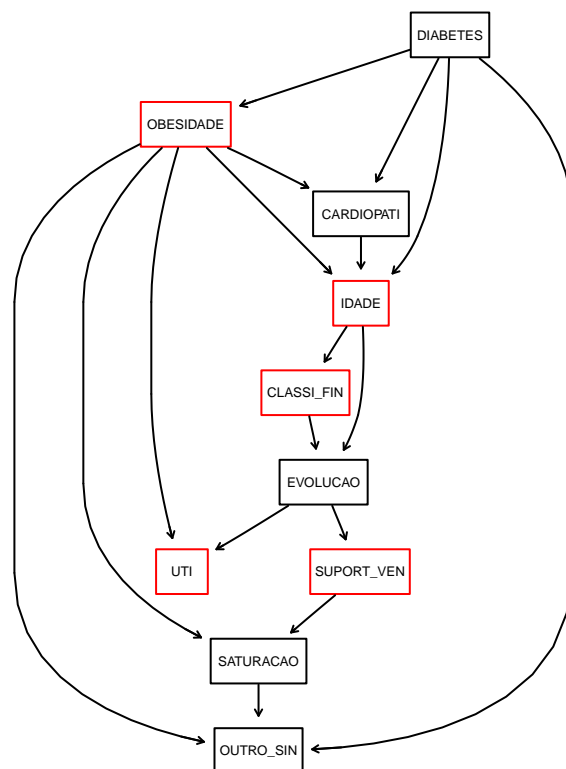 DIABETES
OBESIDADE
CARDIOPATI
IDADE
CLASSI_FIN
EVOLUCAO
UTI
SUPORT_VEN
SATURACAO
OUTRO_SIN